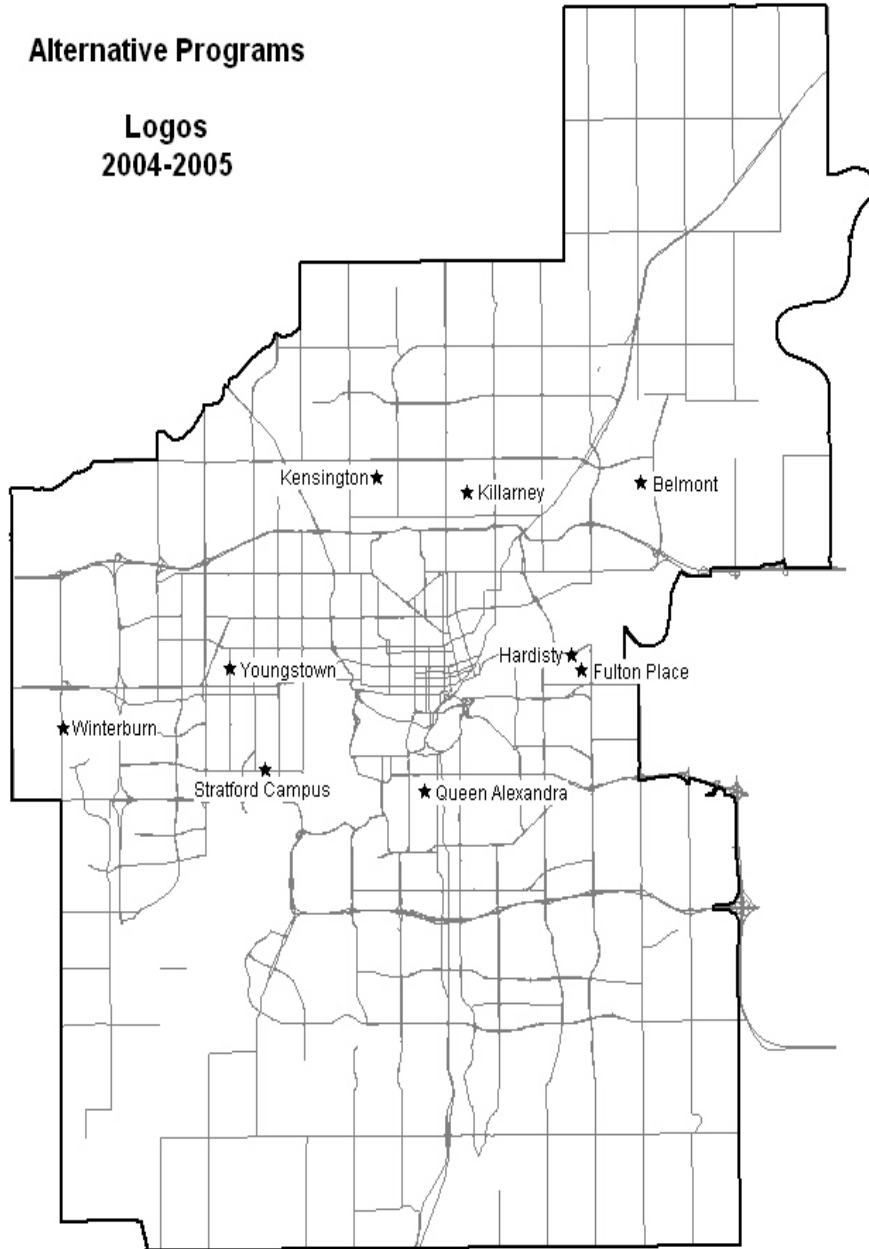 Alternative Programs
Logos
2004-2005
Kensington
Killarney
Belmont
Hardisty
Youngstown
Fulton Place
Winterburn
Stratford Campus
Queen Alexandra